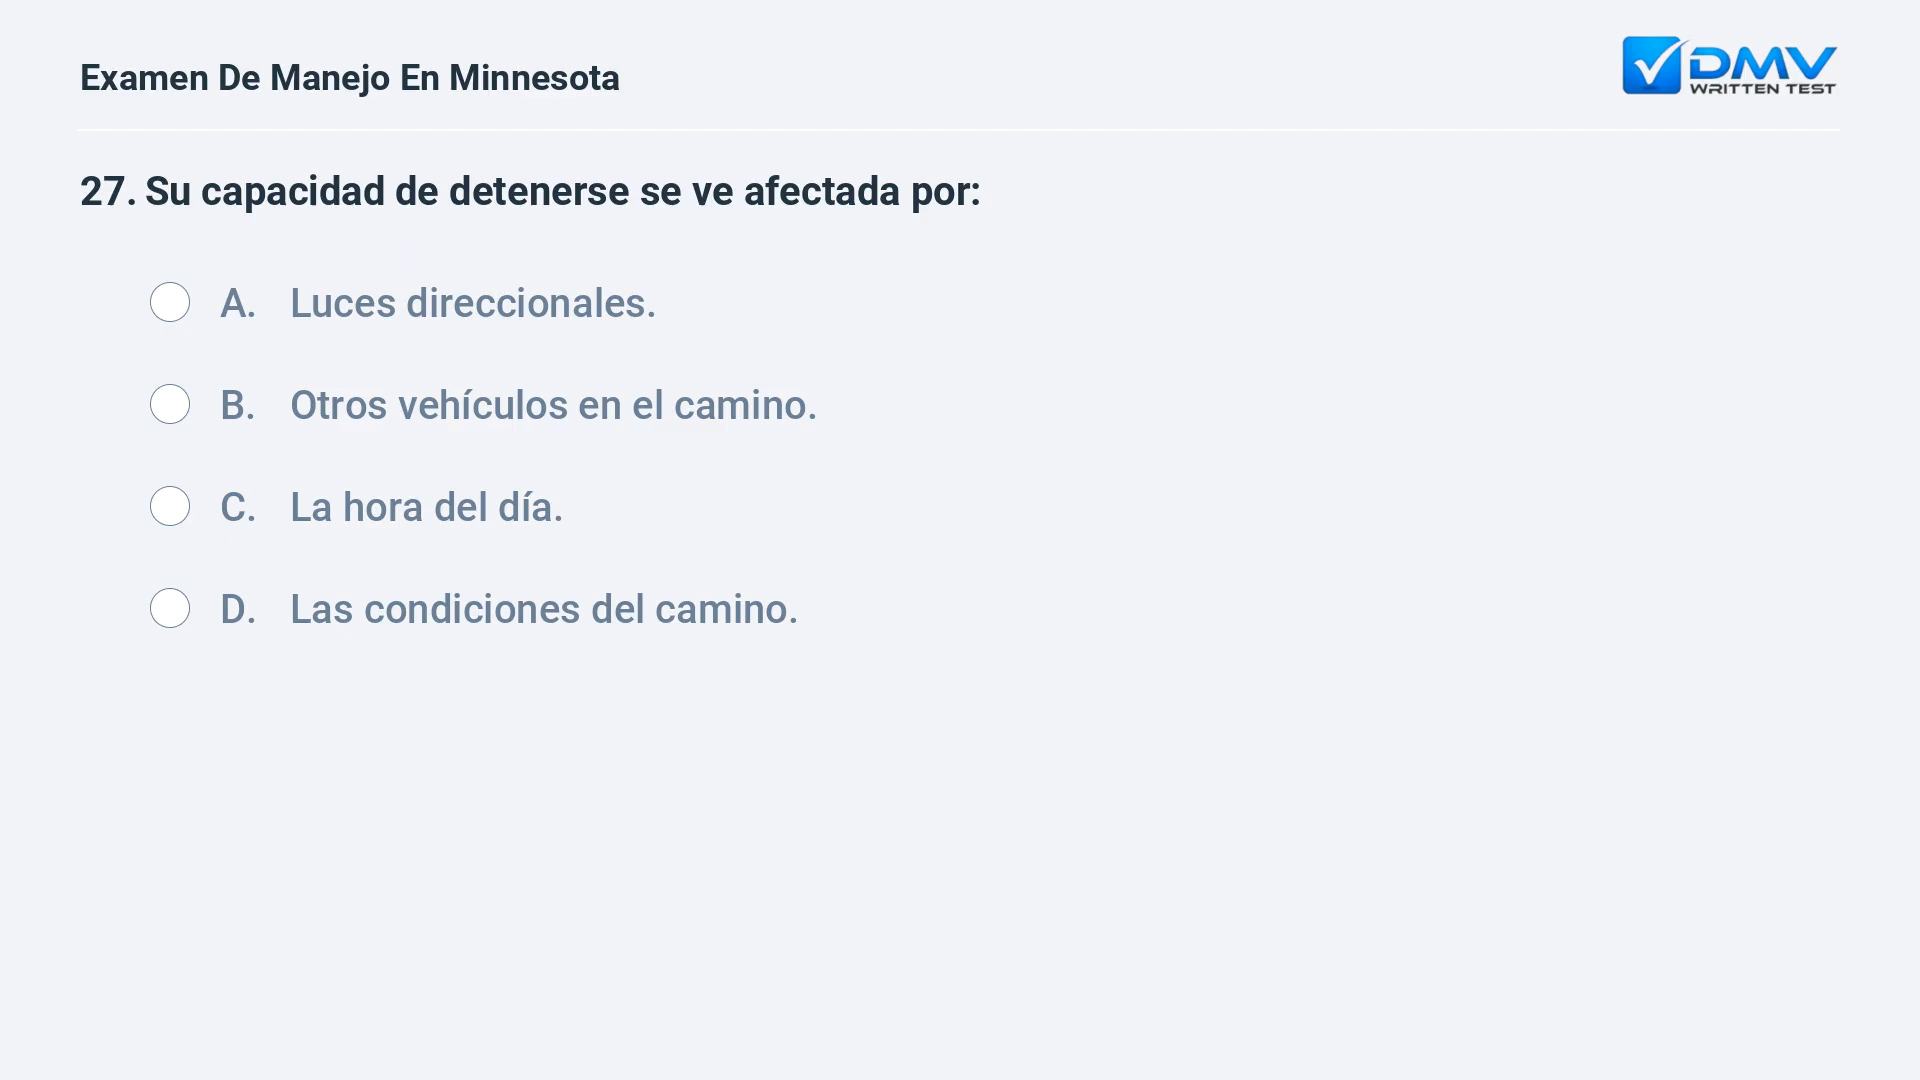 Examen De Manejo En Minnesota
DMV
WRITTEN TEST
27. Su capacidad de detenerse se ve afectada por:
A. Luces direccionales.
B. Otros vehículos en el camino.
C. La hora del día.
D. Las condiciones del camino.